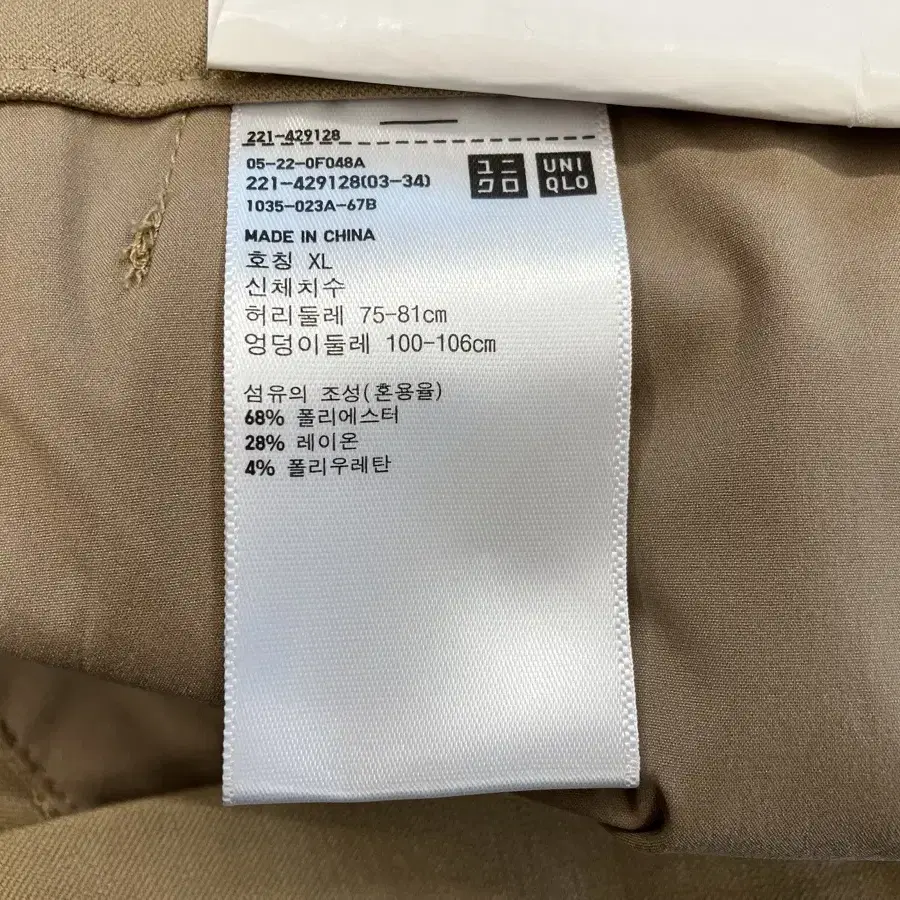 221-429128
05-22-0F048A
221-429128(03-34)
1035-023A-67B
ユニクロ
UNIQLO
MADE IN CHINA
호칭 XL
신체치수
허리둘레 75-81cm
엉덩이둘레 100-106cm
섬유의 조성(혼용율)
68% 폴리에스터
28% 레이온
4% 폴리우레탄